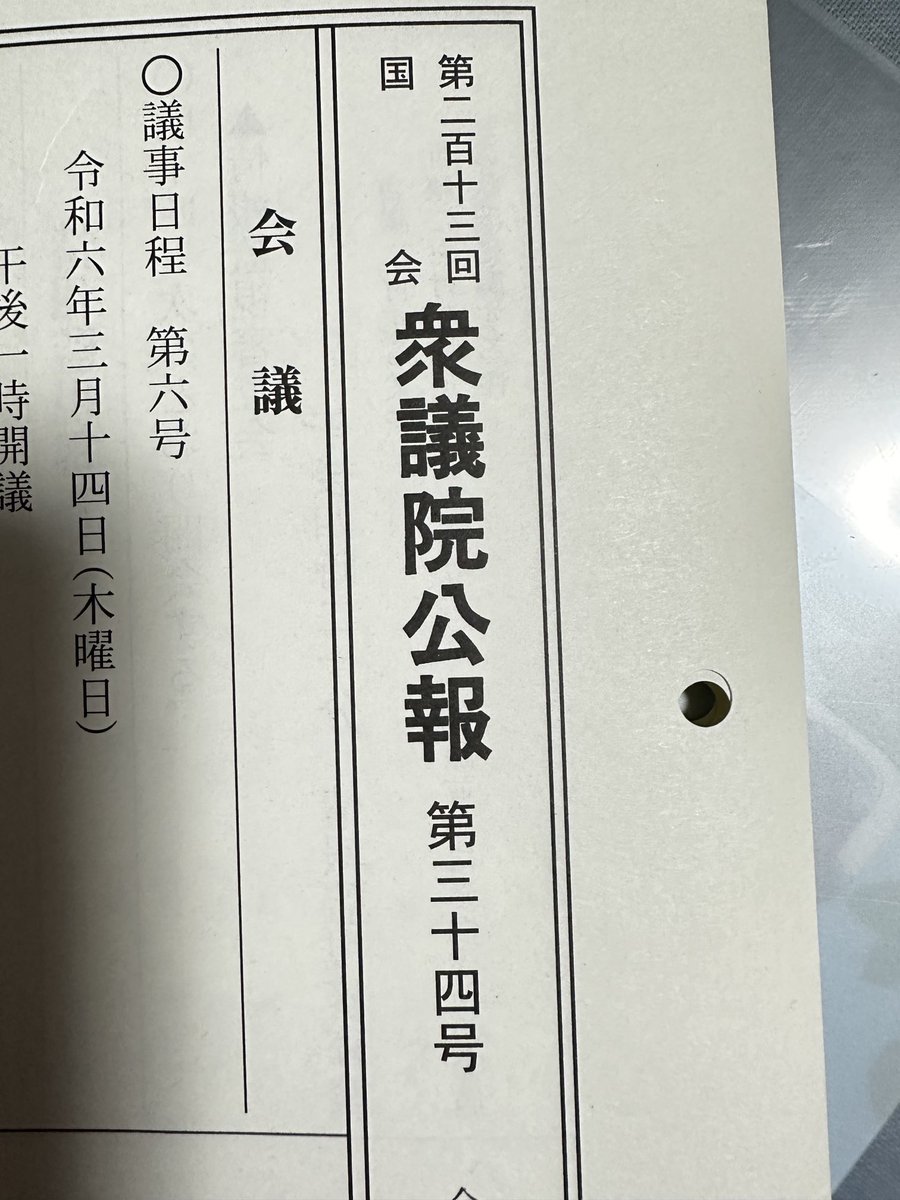 第二百十三回
国会
衆議院公報
第三十四号
会議
〇議事日程　第六号
令和六年三月十四日(木曜日)
午後一時開議